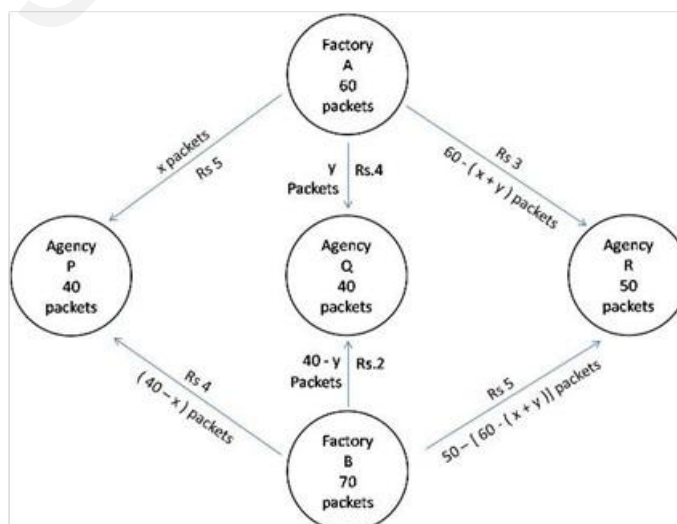 Factory
A
60
packets
x packets
Rs 5
y
Packets
Rs.4
Rs 3
60 - ( x + y ) packets
Agency
P
40
packets
Agency
Q
40
packets
Agency
R
50
packets
Rs 4
( 40 – x ) packets
40 - y
Packets
Rs.2
Rs 5
50 – [ 60 - ( x + y )] packets
Factory
B
70
packets